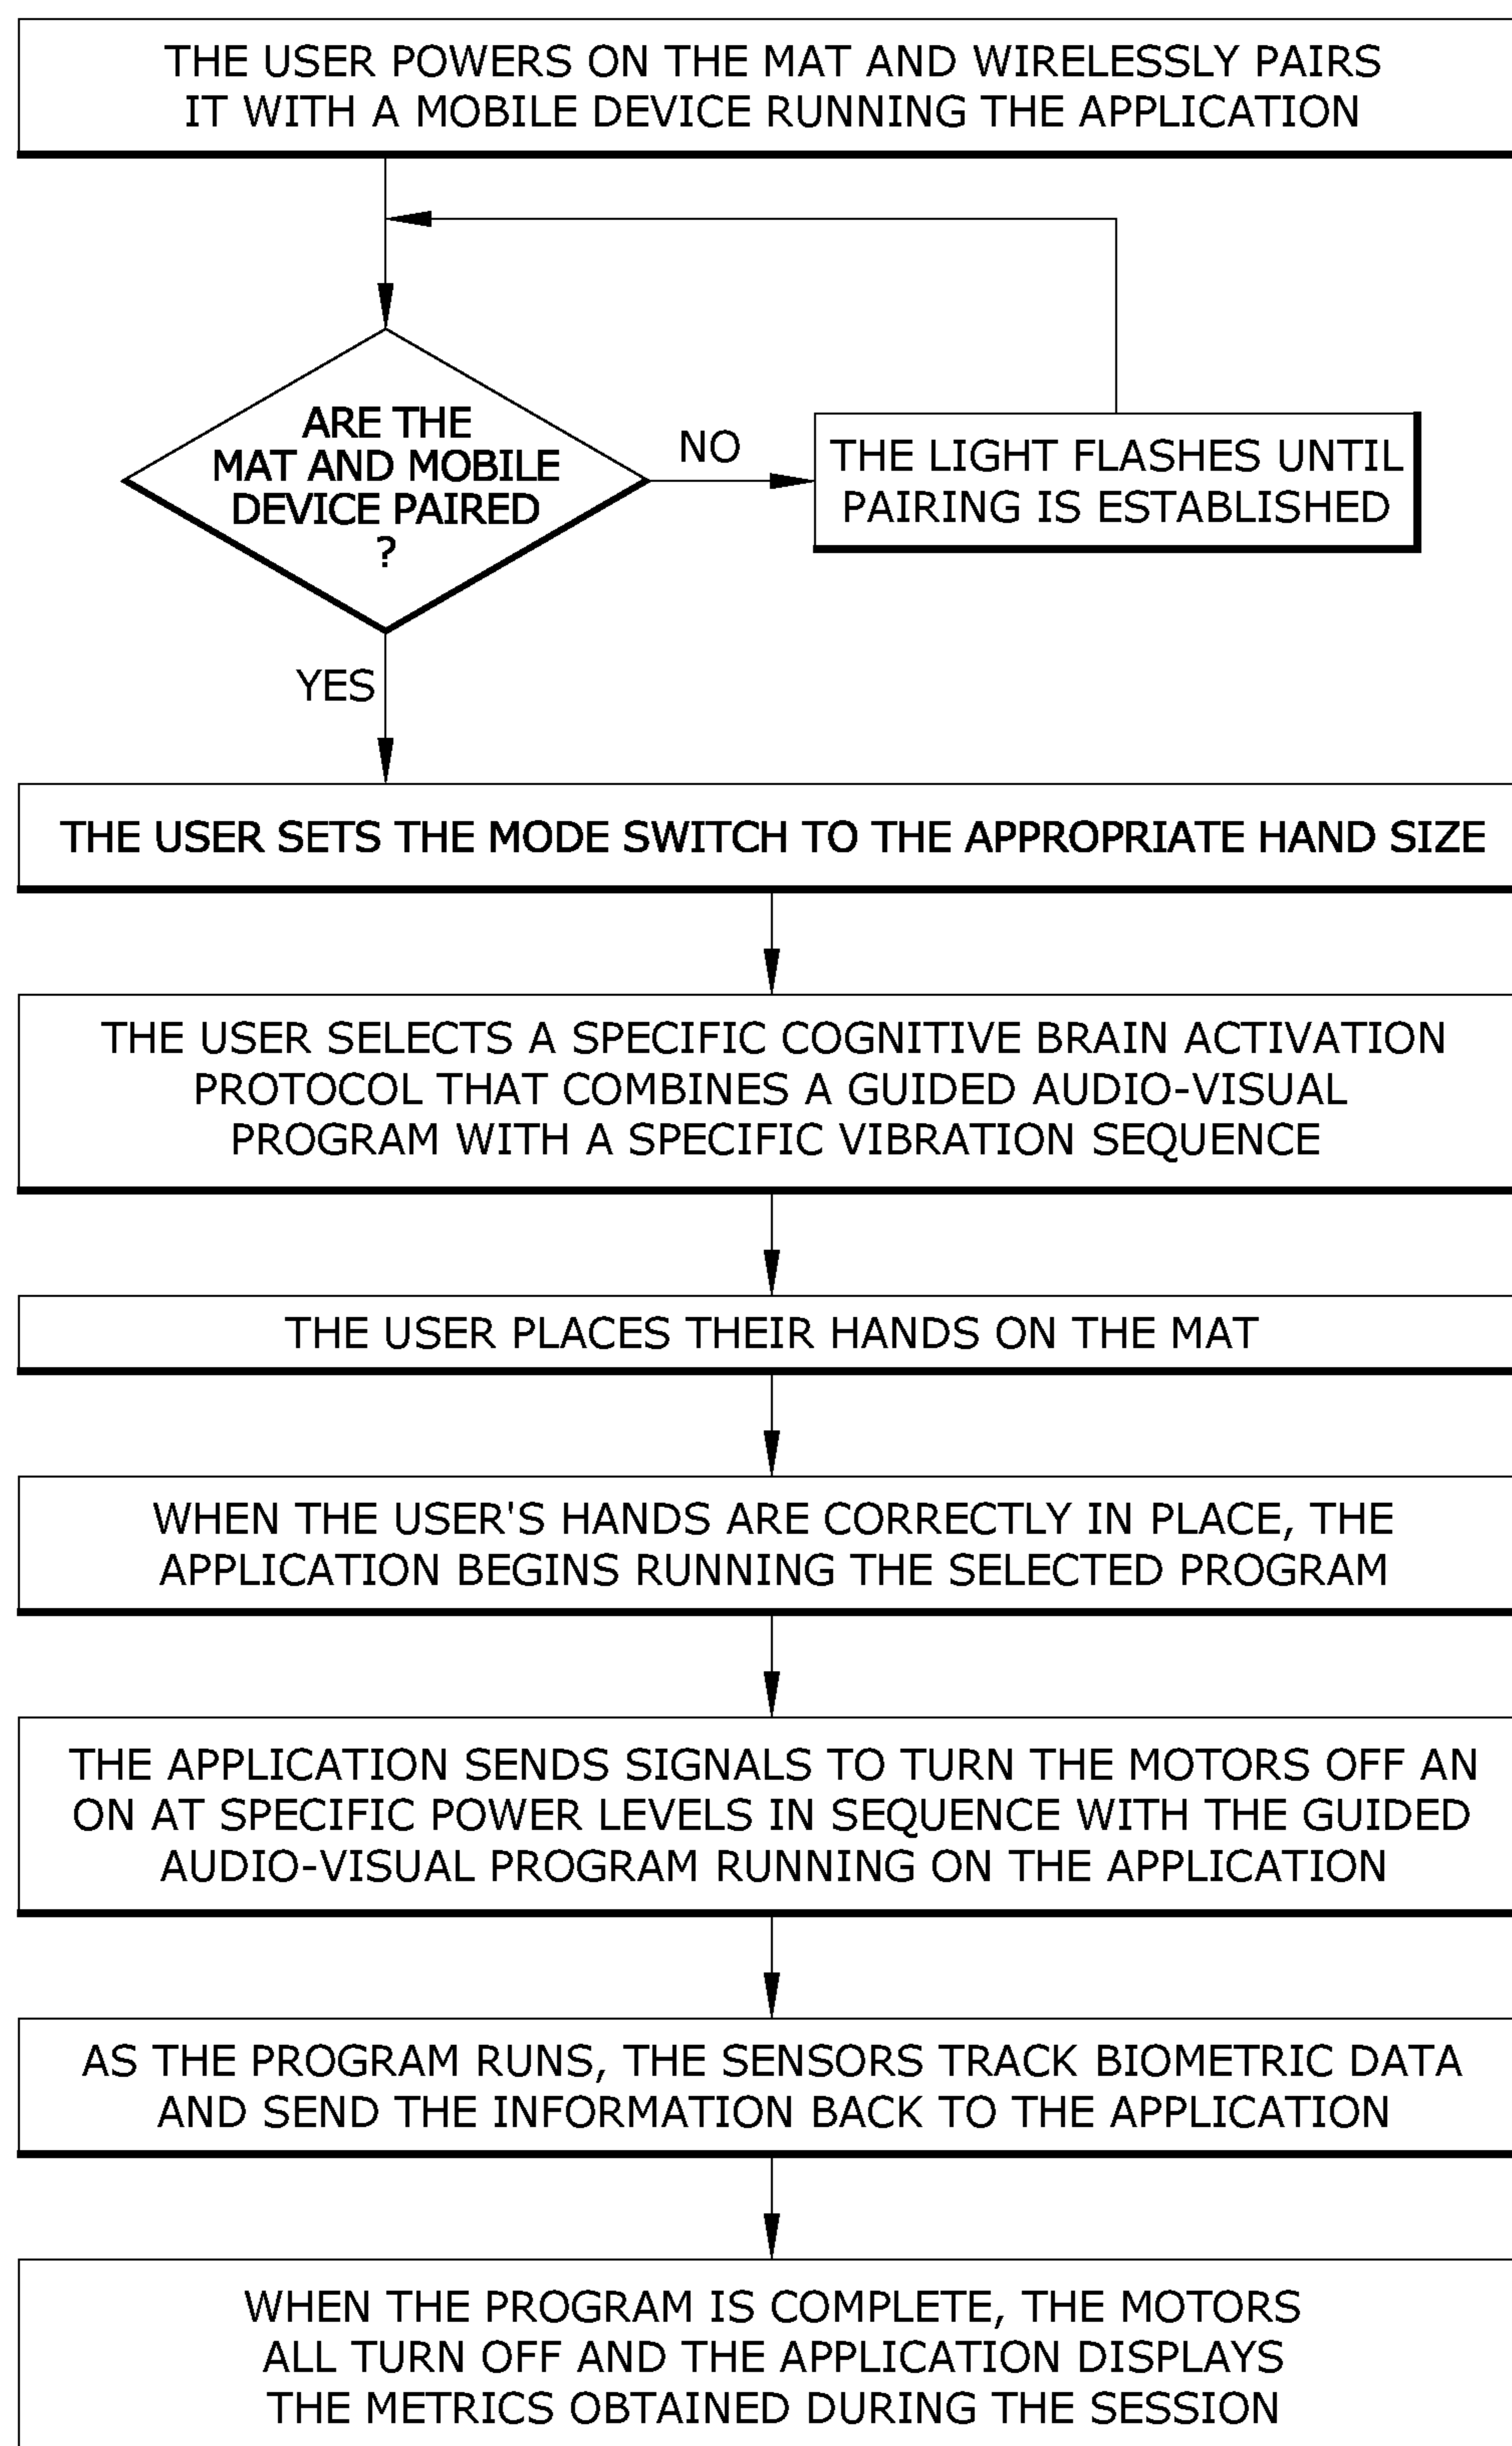 THE USER POWERS ON THE MAT AND WIRELESSLY PAIRS
IT WITH A MOBILE DEVICE RUNNING THE APPLICATION
ARE THE
MAT AND MOBILE
DEVICE PAIRED
?
NO
THE LIGHT FLASHES UNTIL
PAIRING IS ESTABLISHED
YES
THE USER SETS THE MODE SWITCH TO THE APPROPRIATE HAND SIZE
THE USER SELECTS A SPECIFIC COGNITIVE BRAIN ACTIVATION
PROTOCOL THAT COMBINES A GUIDED AUDIO-VISUAL
PROGRAM WITH A SPECIFIC VIBRATION SEQUENCE
THE USER PLACES THEIR HANDS ON THE MAT
WHEN THE USER'S HANDS ARE CORRECTLY IN PLACE, THE
APPLICATION BEGINS RUNNING THE SELECTED PROGRAM
THE APPLICATION SENDS SIGNALS TO TURN THE MOTORS OFF AN
ON AT SPECIFIC POWER LEVELS IN SEQUENCE WITH THE GUIDED
AUDIO-VISUAL PROGRAM RUNNING ON THE APPLICATION
AS THE PROGRAM RUNS, THE SENSORS TRACK BIOMETRIC DATA
AND SEND THE INFORMATION BACK TO THE APPLICATION
WHEN THE PROGRAM IS COMPLETE, THE MOTORS
ALL TURN OFF AND THE APPLICATION DISPLAYS
THE METRICS OBTAINED DURING THE SESSION